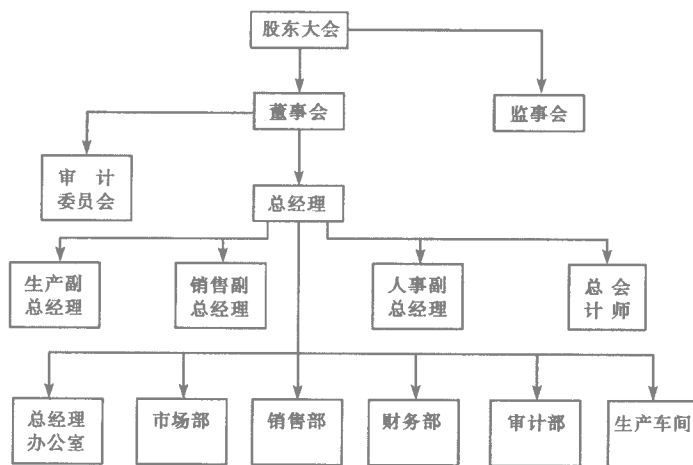 股东大会
董事会
监事会
审 计
委员会
总经理
生产副
总经理
销售副
总经理
人事副
总经理
总 会
计 师
总经理
办公室
市场部
销售部
财务部
审计部
生产车间